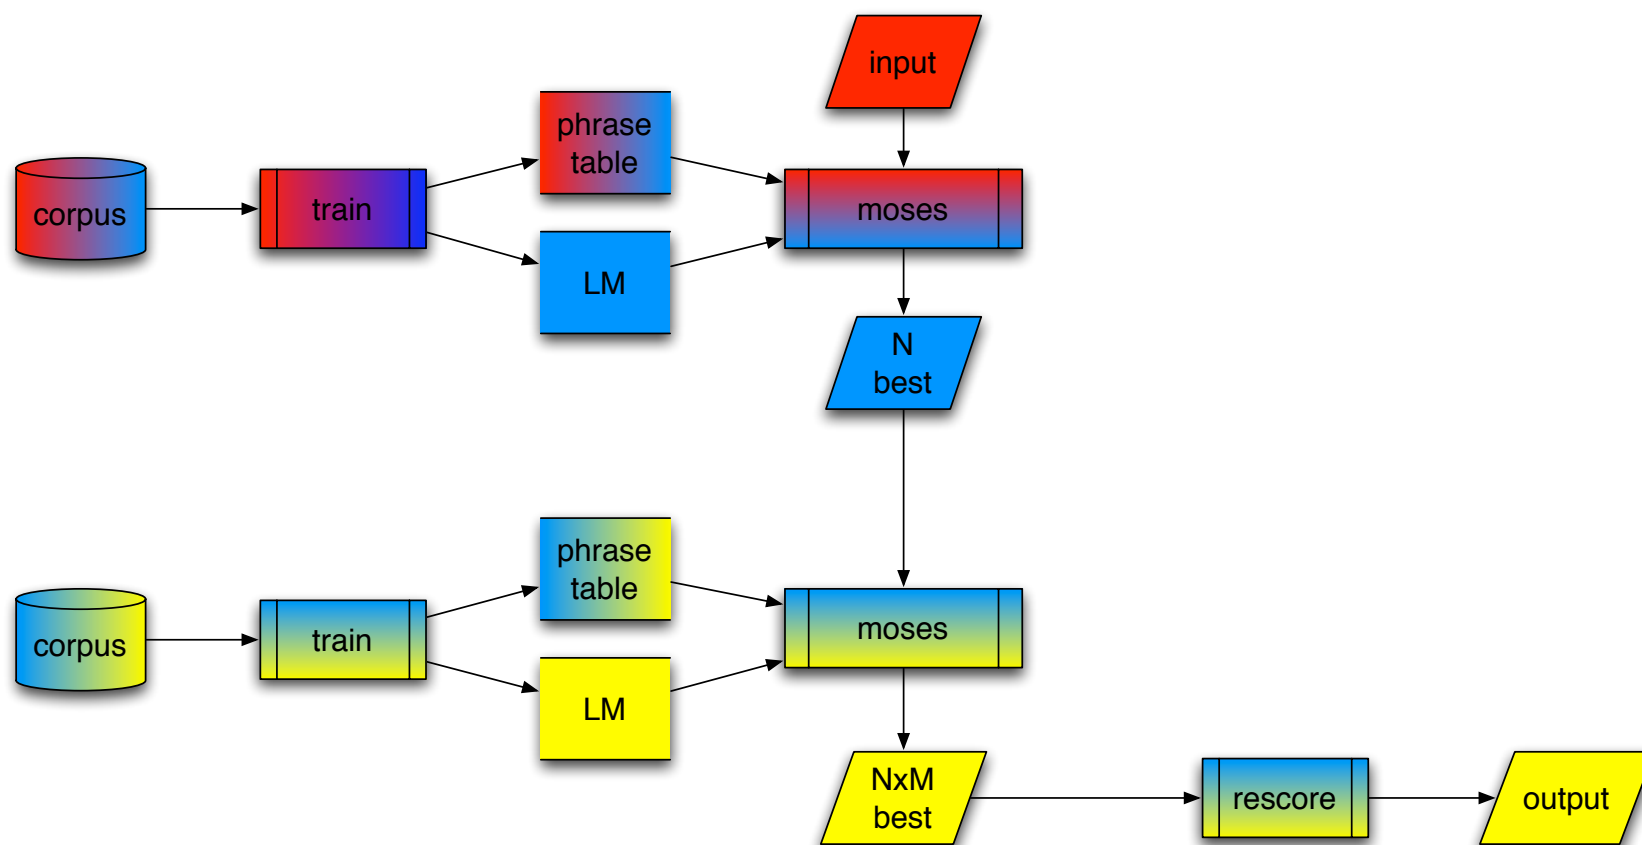 input
phrase
table
corpus
train
moses
LM
N
best
phrase
table
corpus
train
moses
LM
NxM
best
rescore
output